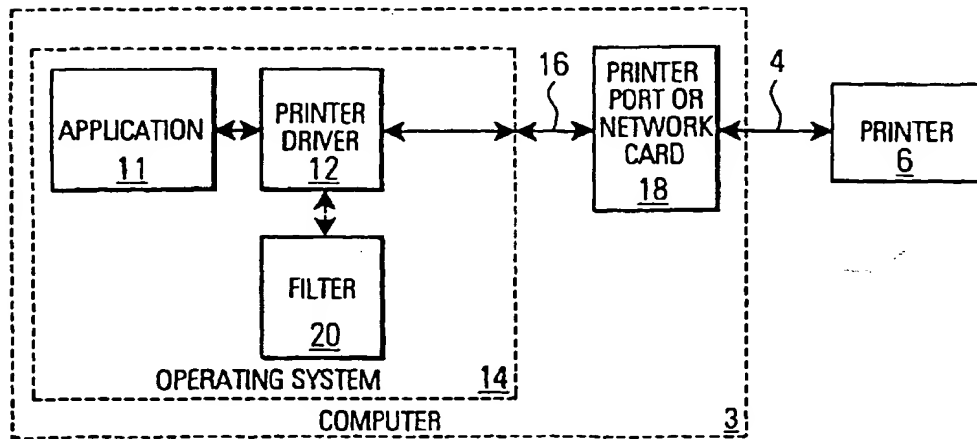 APPLICATION
11
PRINTER
DRIVER
12
FILTER
20
OPERATING SYSTEM
14
16
PRINTER
PORT OR
NETWORK
CARD
18
4
PRINTER
6
COMPUTER
3